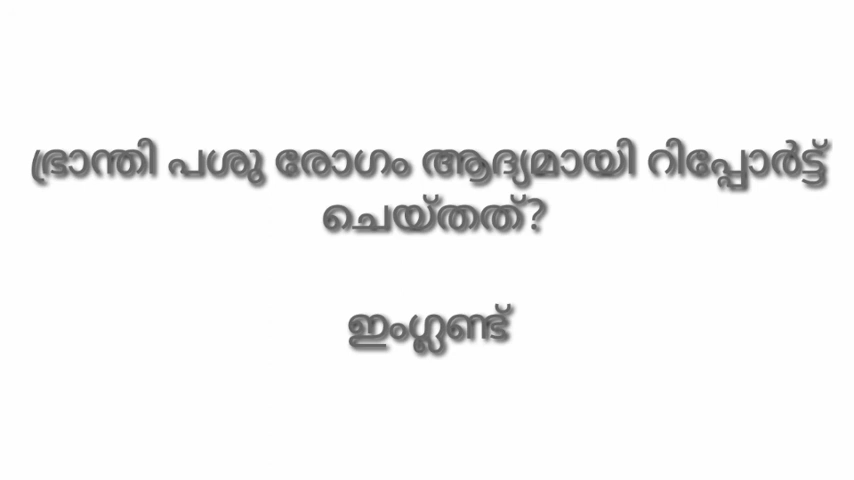 ഭ്രാന്തി പശു രോഗം ആദ്യമായി റിപ്പോർട്ട്
ചെയ്തത്?
ഇംഗ്ലണ്ട്